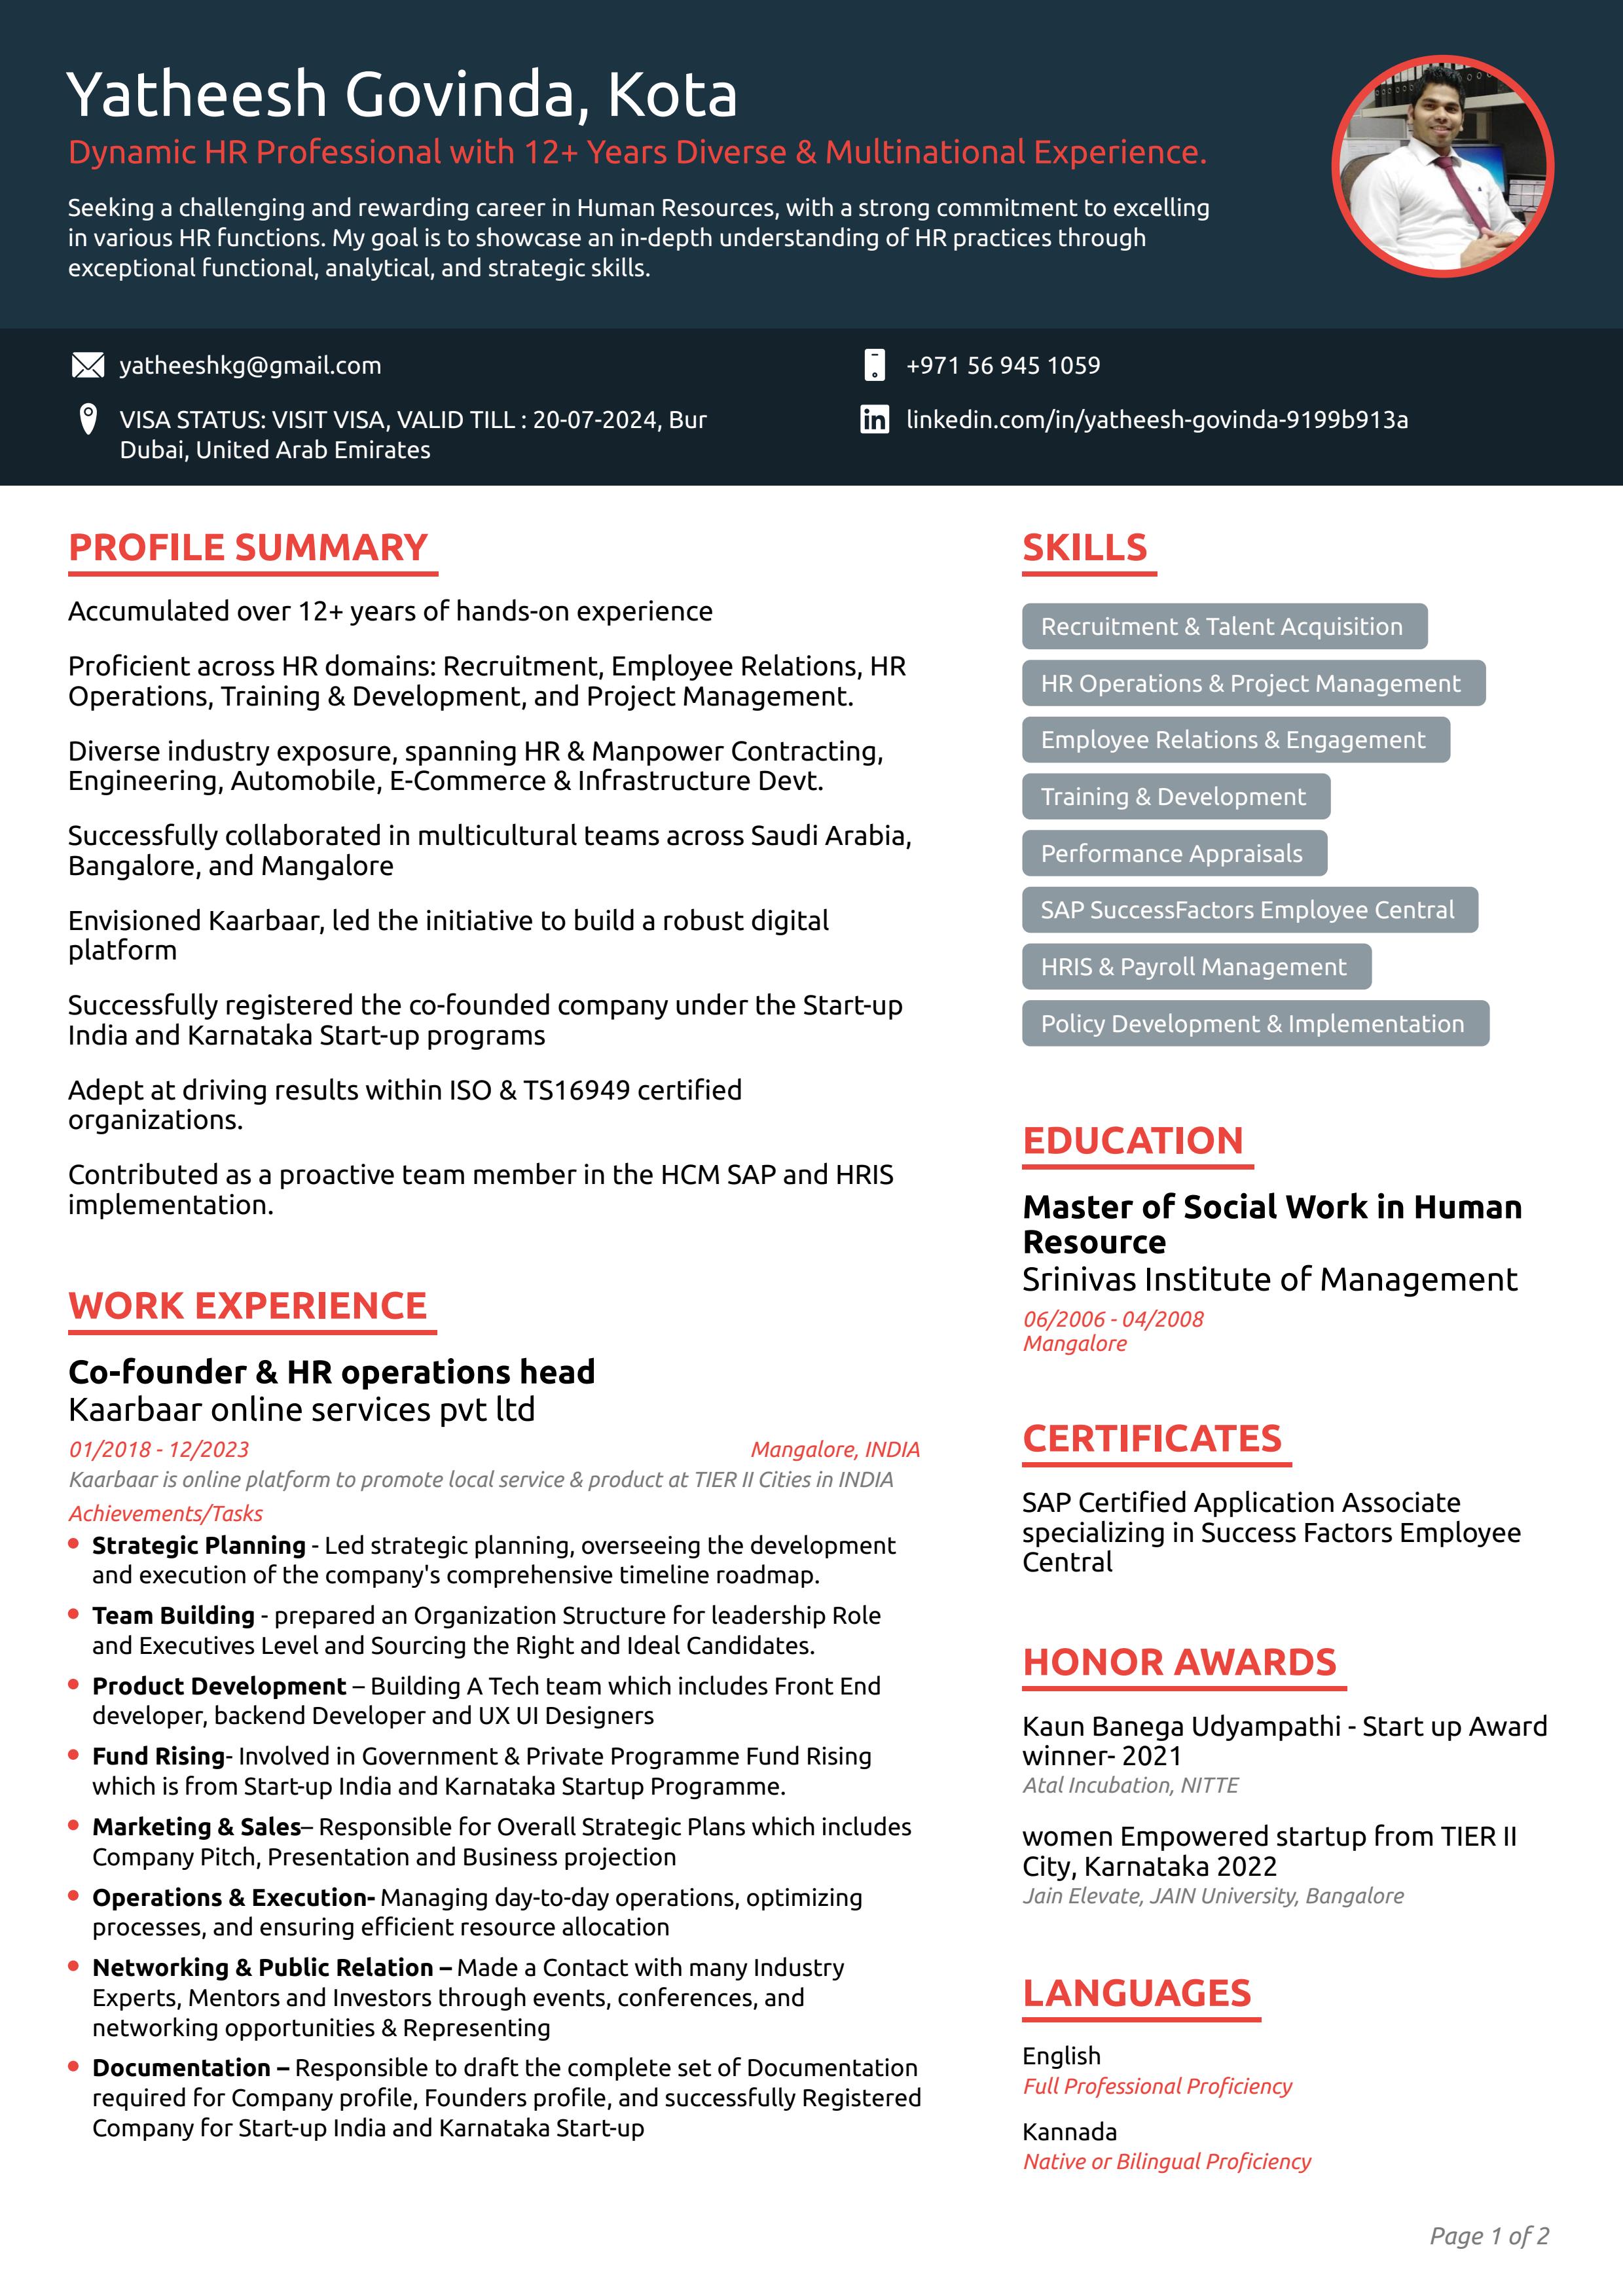 Yatheesh Govinda, Kota
Dynamic HR Professional with 12+ Years Diverse & Multinational Experience.
Seeking a challenging and rewarding career in Human Resources, with a strong commitment to excelling
in various HR functions. My goal is to showcase an in-depth understanding of HR practices through
exceptional functional, analytical, and strategic skills.
yatheeshkg@gmail.com
+971 56 945 1059
VISA STATUS: VISIT VISA, VALID TILL : 20-07-2024, Bur
Dubai, United Arab Emirates
linkedin.com/in/yatheesh-govinda-9199b913a
PROFILE SUMMARY
Accumulated over 12+ years of hands-on experience
Proficient across HR domains: Recruitment, Employee Relations, HR
Operations, Training & Development, and Project Management.
Diverse industry exposure, spanning HR & Manpower Contracting,
Engineering, Automobile, E-Commerce & Infrastructure Devt.
Successfully collaborated in multicultural teams across Saudi Arabia,
Bangalore, and Mangalore
Envisioned Kaarbaar, led the initiative to build a robust digital
platform
Successfully registered the co-founded company under the Start-up
India and Karnataka Start-up programs
Adept at driving results within ISO & TS16949 certified
organizations.
Contributed as a proactive team member in the HCM SAP and HRIS
implementation.
WORK EXPERIENCE
Co-founder & HR operations head
Kaarbaar online services pvt ltd
01/2018 - 12/2023
Mangalore, INDIA
Kaarbaar is online platform to promote local service & product at TIER II Cities in INDIA
Achievements/Tasks
Strategic Planning - Led strategic planning, overseeing the development
and execution of the company's comprehensive timeline roadmap.
Team Building - prepared an Organization Structure for leadership Role
and Executives Level and Sourcing the Right and Ideal Candidates.
Product Development – Building A Tech team which includes Front End
developer, backend Developer and UX UI Designers
Fund Rising- Involved in Government & Private Programme Fund Rising
which is from Start-up India and Karnataka Startup Programme.
Marketing & Sales– Responsible for Overall Strategic Plans which includes
Company Pitch, Presentation and Business projection
Operations & Execution- Managing day-to-day operations, optimizing
processes, and ensuring efficient resource allocation
Networking & Public Relation – Made a Contact with many Industry
Experts, Mentors and Investors through events, conferences, and
networking opportunities & Representing
Documentation – Responsible to draft the complete set of Documentation
required for Company profile, Founders profile, and successfully Registered
Company for Start-up India and Karnataka Start-up
SKILLS
Recruitment & Talent Acquisition
HR Operations & Project Management
Employee Relations & Engagement
Training & Development
Performance Appraisals
SAP SuccessFactors Employee Central
HRIS & Payroll Management
Policy Development & Implementation
EDUCATION
Master of Social Work in Human
Resource
Srinivas Institute of Management
06/2006 - 04/2008
Mangalore
CERTIFICATES
SAP Certified Application Associate
specializing in Success Factors Employee
Central
HONOR AWARDS
Kaun Banega Udyampathi - Start up Award
winner- 2021
Atal Incubation, NITTE
women Empowered startup from TIER II
City, Karnataka 2022
Jain Elevate, JAIN University, Bangalore
LANGUAGES
English
Full Professional Proficiency
Kannada
Native or Bilingual Proficiency
Page 1 of 2